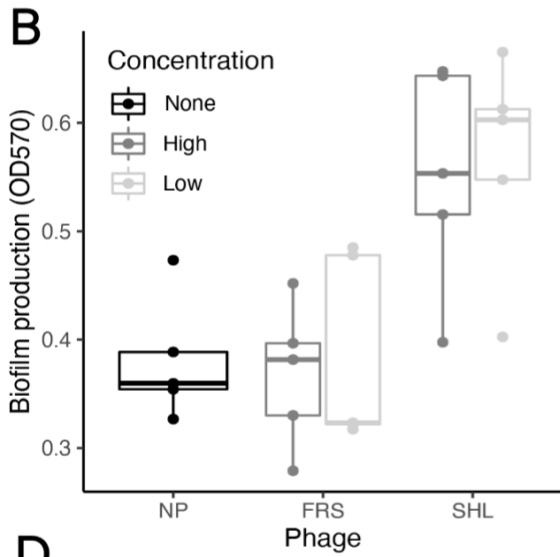 B
Concentration
None
High
Low
Biofilm production (OD570)
0.6
0.5
0.4
0.3
NP FRS SHL
Phage
D